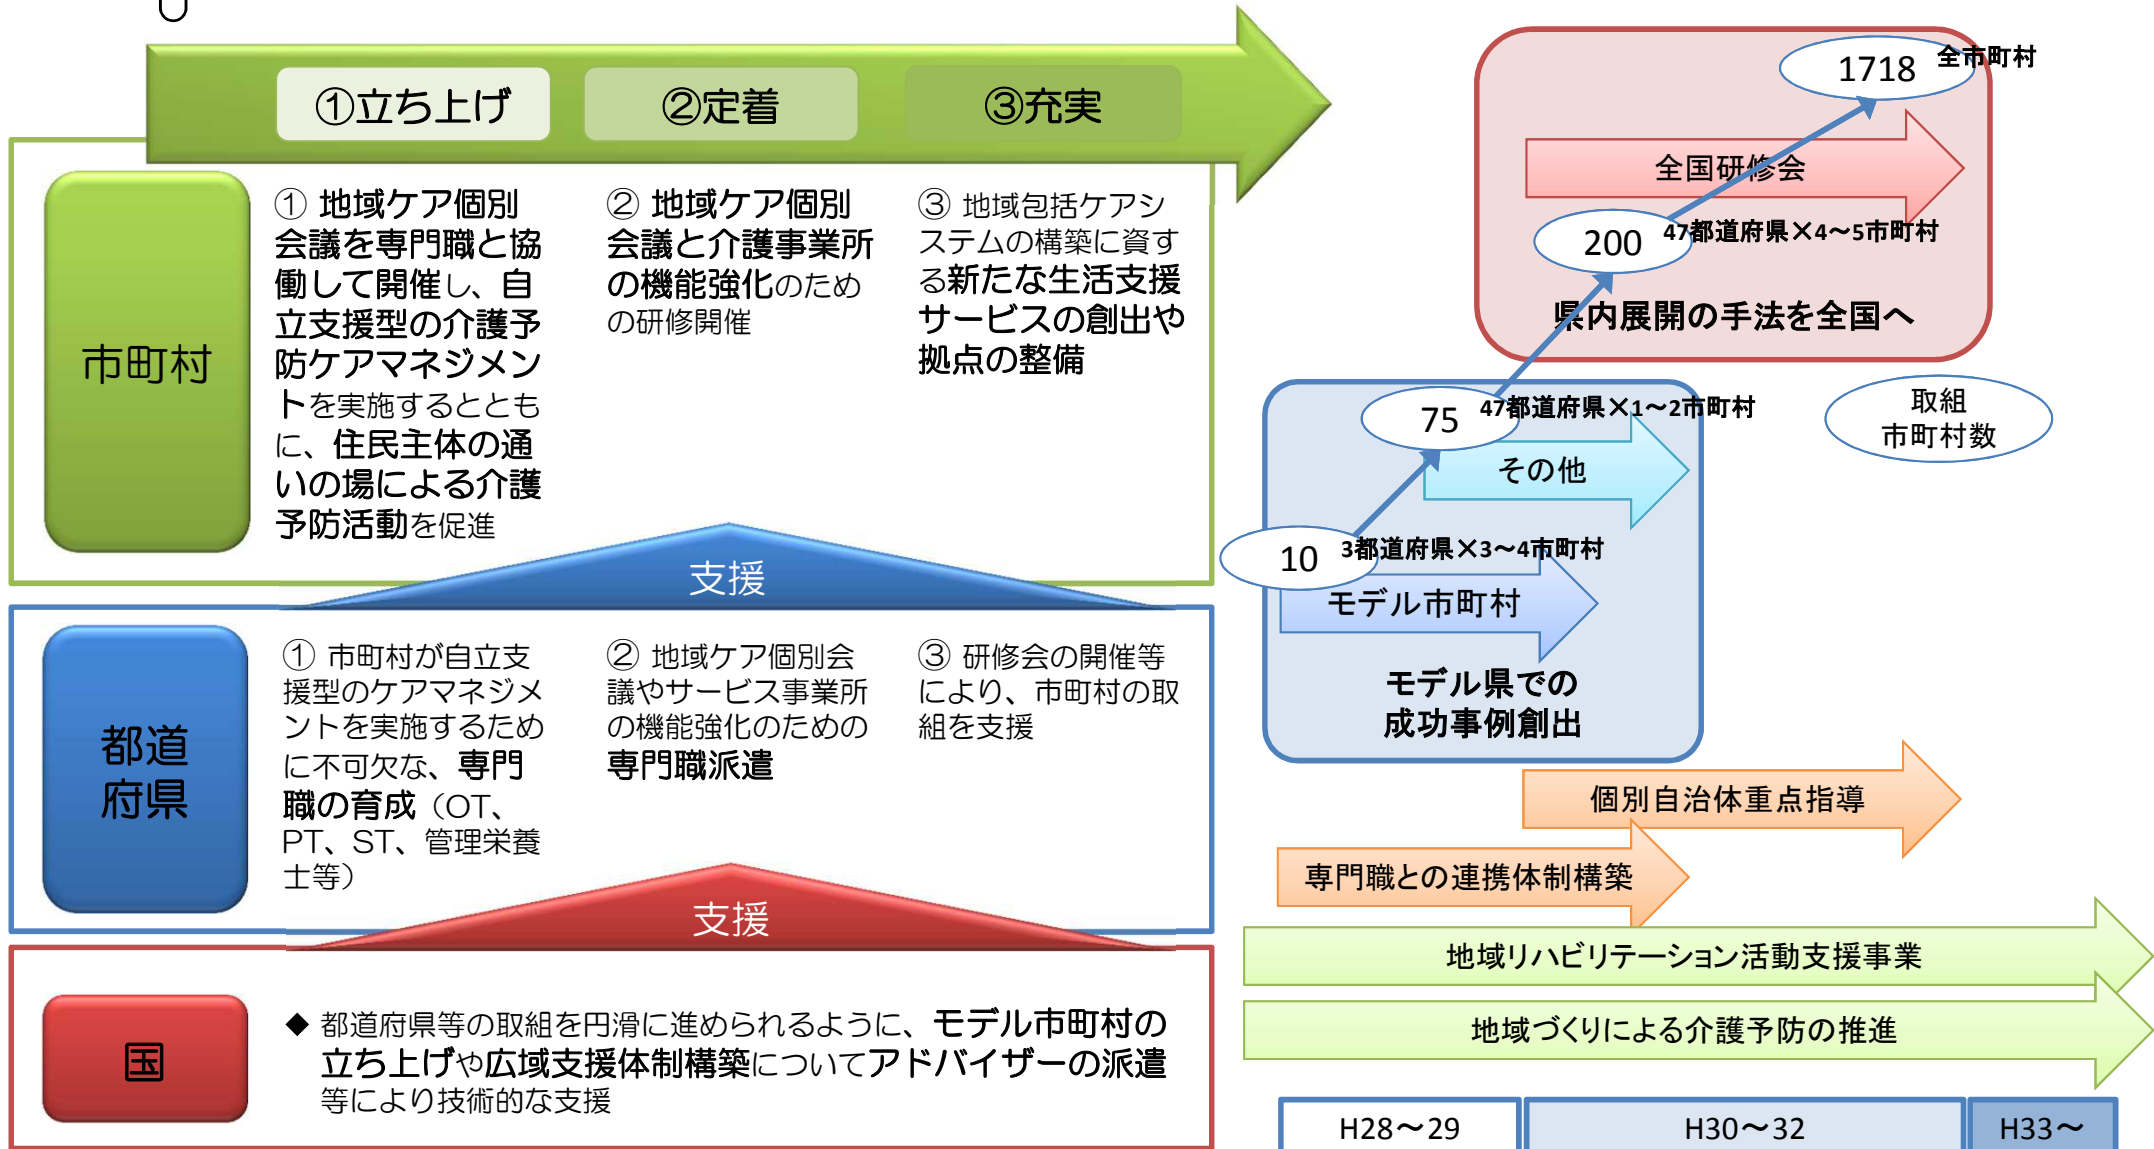 ①立ち上げ
②定着
③充実
市町村
① 地域ケア個別
会議を専門職と協
働して開催し、自
立支援型の介護予
防ケアマネジメン
トを実施するととも
に、住民主体の通
いの場による介護
予防活動を促進
② 地域ケア個別
会議と介護事業所
の機能強化のため
の研修開催
③ 地域包括ケアシ
ステムの構築に資す
る新たな生活支援
サービスの創出や
拠点の整備
支援
都道
府県
① 市町村が自立支
援型のケアマネジメ
ントを実施するため
に不可欠な、専門
職の育成（OT、
PT、ST、管理栄養
士等）
② 地域ケア個別会
議やサービス事業所
の機能強化のための
専門職派遣
③ 研修会の開催等
により、市町村の取
組を支援
支援
国
◆ 都道府県等の取組を円滑に進められるように、モデル市町村の
立ち上げや広域支援体制構築についてアドバイザーの派遣
等により技術的な支援
1718 全市町村
全国研修会
200 47都道府県×4～5市町村
県内展開の手法を全国へ
75 47都道府県×1～2市町村
その他
取組
市町村数
10 3都道府県×3～4市町村
モデル市町村
モデル県での
成功事例創出
個別自治体重点指導
専門職との連携体制構築
地域リハビリテーション活動支援事業
地域づくりによる介護予防の推進
H28～29
H30～32
H33～